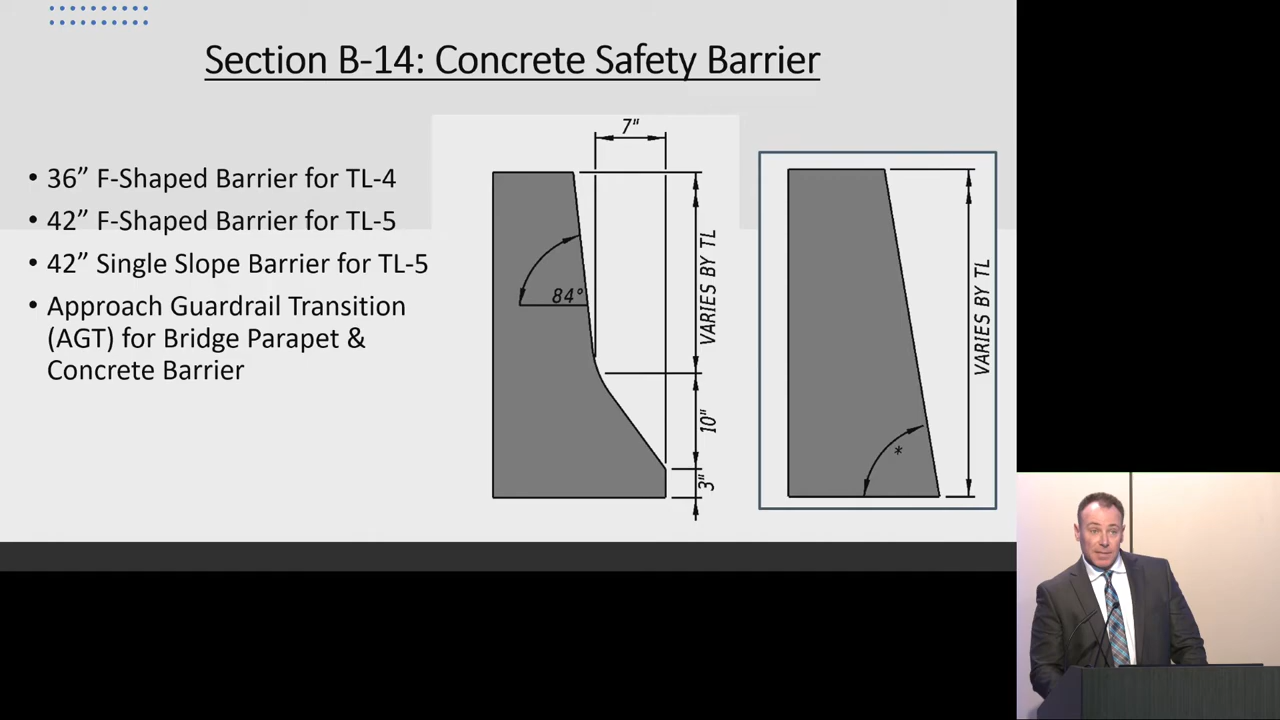 Section B-14: Concrete Safety Barrier
• 36” F-Shaped Barrier for TL-4
• 42” F-Shaped Barrier for TL-5
• 42” Single Slope Barrier for TL-5
• Approach Guardrail Transition
(AGT) for Bridge Parapet &
Concrete Barrier
7"
84°
VARIES BY TL
10"
3"
VARIES BY TL
*